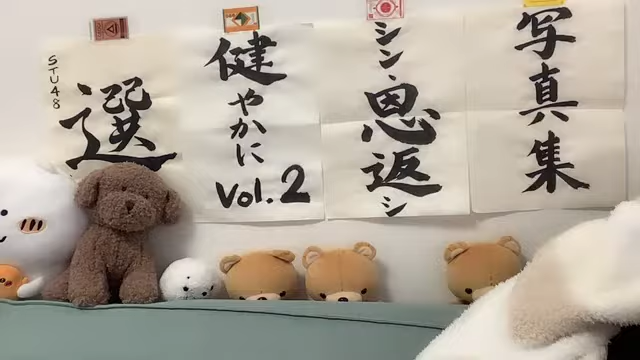 写真集
シン・恩返シ
健やかに
Vol.2
選
STU48